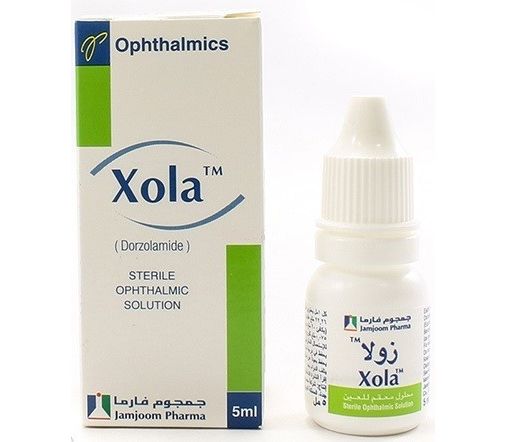 Ophthalmics
Xola™
(Dorzolamide)
STERILE
OPHTHALMIC
SOLUTION
جمجوم فارما
Jamjoom Pharma
5ml
جمجوم فارما
Jamjoom Pharma
زولا™
Xola™
محلول معقم للعين
Sterile Ophthalmic Solution